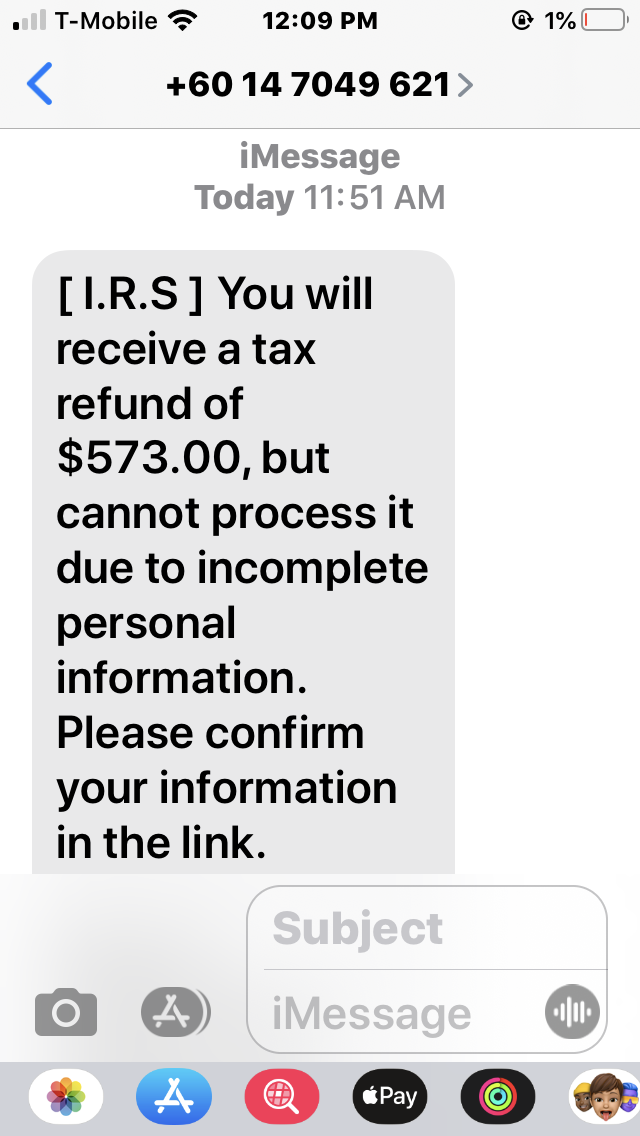 T-Mobile 12:09 PM 1%
+60 14 7049 621
iMessage
Today 11:51 AM
[ I.R.S ] You will
receive a tax
refund of
$573.00, but
cannot process it
due to incomplete
personal
information.
Please confirm
your information
in the link.
Subject
iMessage
Pay